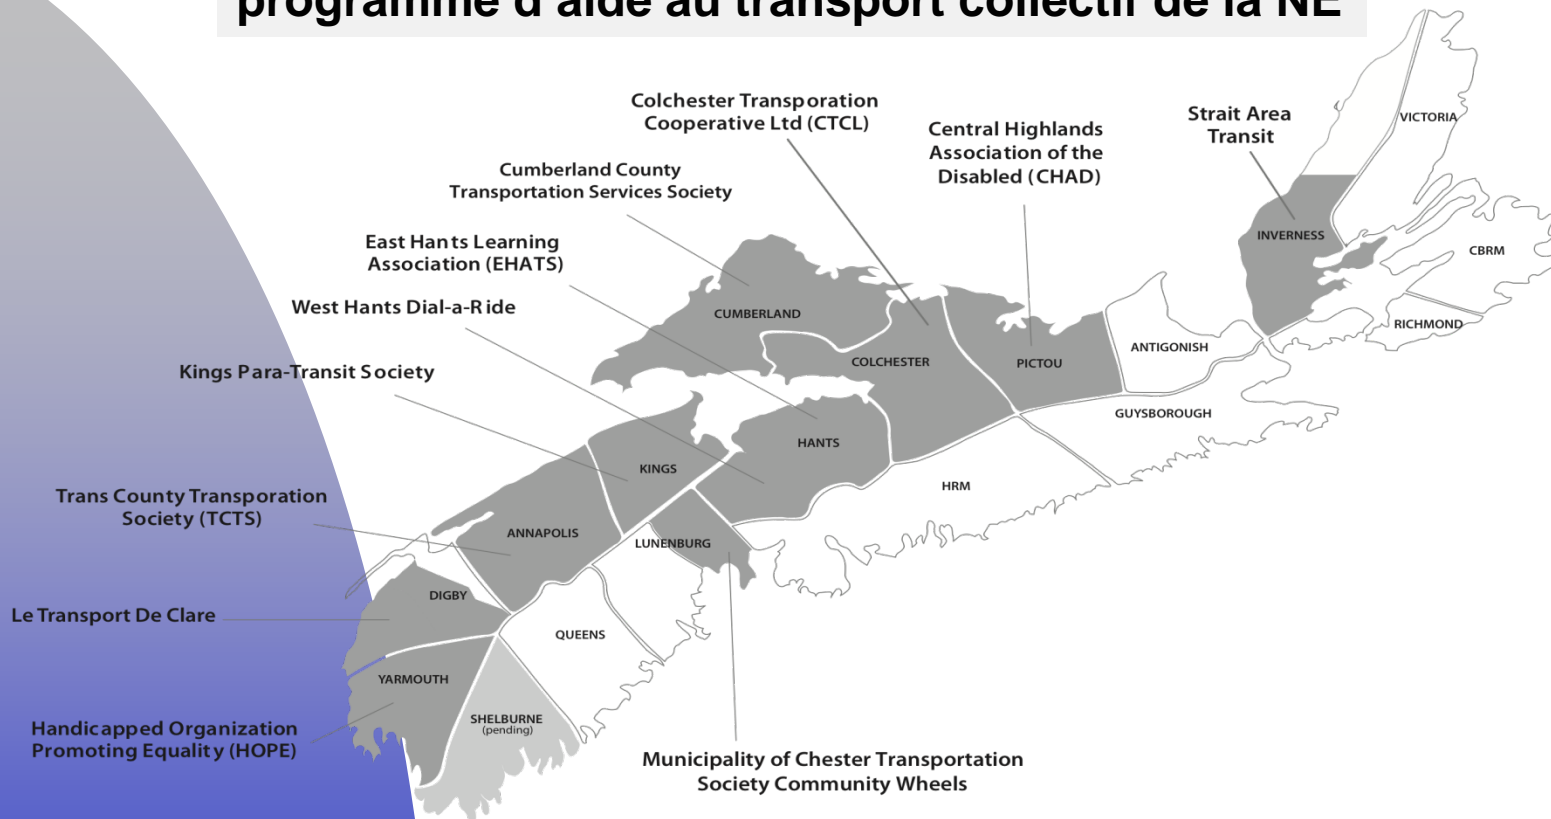 programme d'aide au transport collectif de la NE
Colchester Transporation
Cooperative Ltd (CTCL)
Central Highlands
Association of the
Disabled (CHAD)
Strait Area
Transit
VICTORIA
Cumberland County
Transportation Services Society
East Hants Learning
Association (EHATS)
INVERNESS
CBRM
West Hants Dial-a-Ride
CUMBERLAND
RICHMOND
ANTIGONISH
COLCHESTER
PICTOU
Kings Para-Transit Society
GUYSBOROUGH
HANTS
KINGS
HRM
Trans County Transporation
Society (TCTS)
ANNAPOLIS
LUNENBURG
DIGBY
Le Transport De Clare
QUEENS
YARMOUTH
SHELBURNE
(pending)
Handicapped Organization
Promoting Equality (HOPE)
Municipality of Chester Transportation
Society Community Wheels